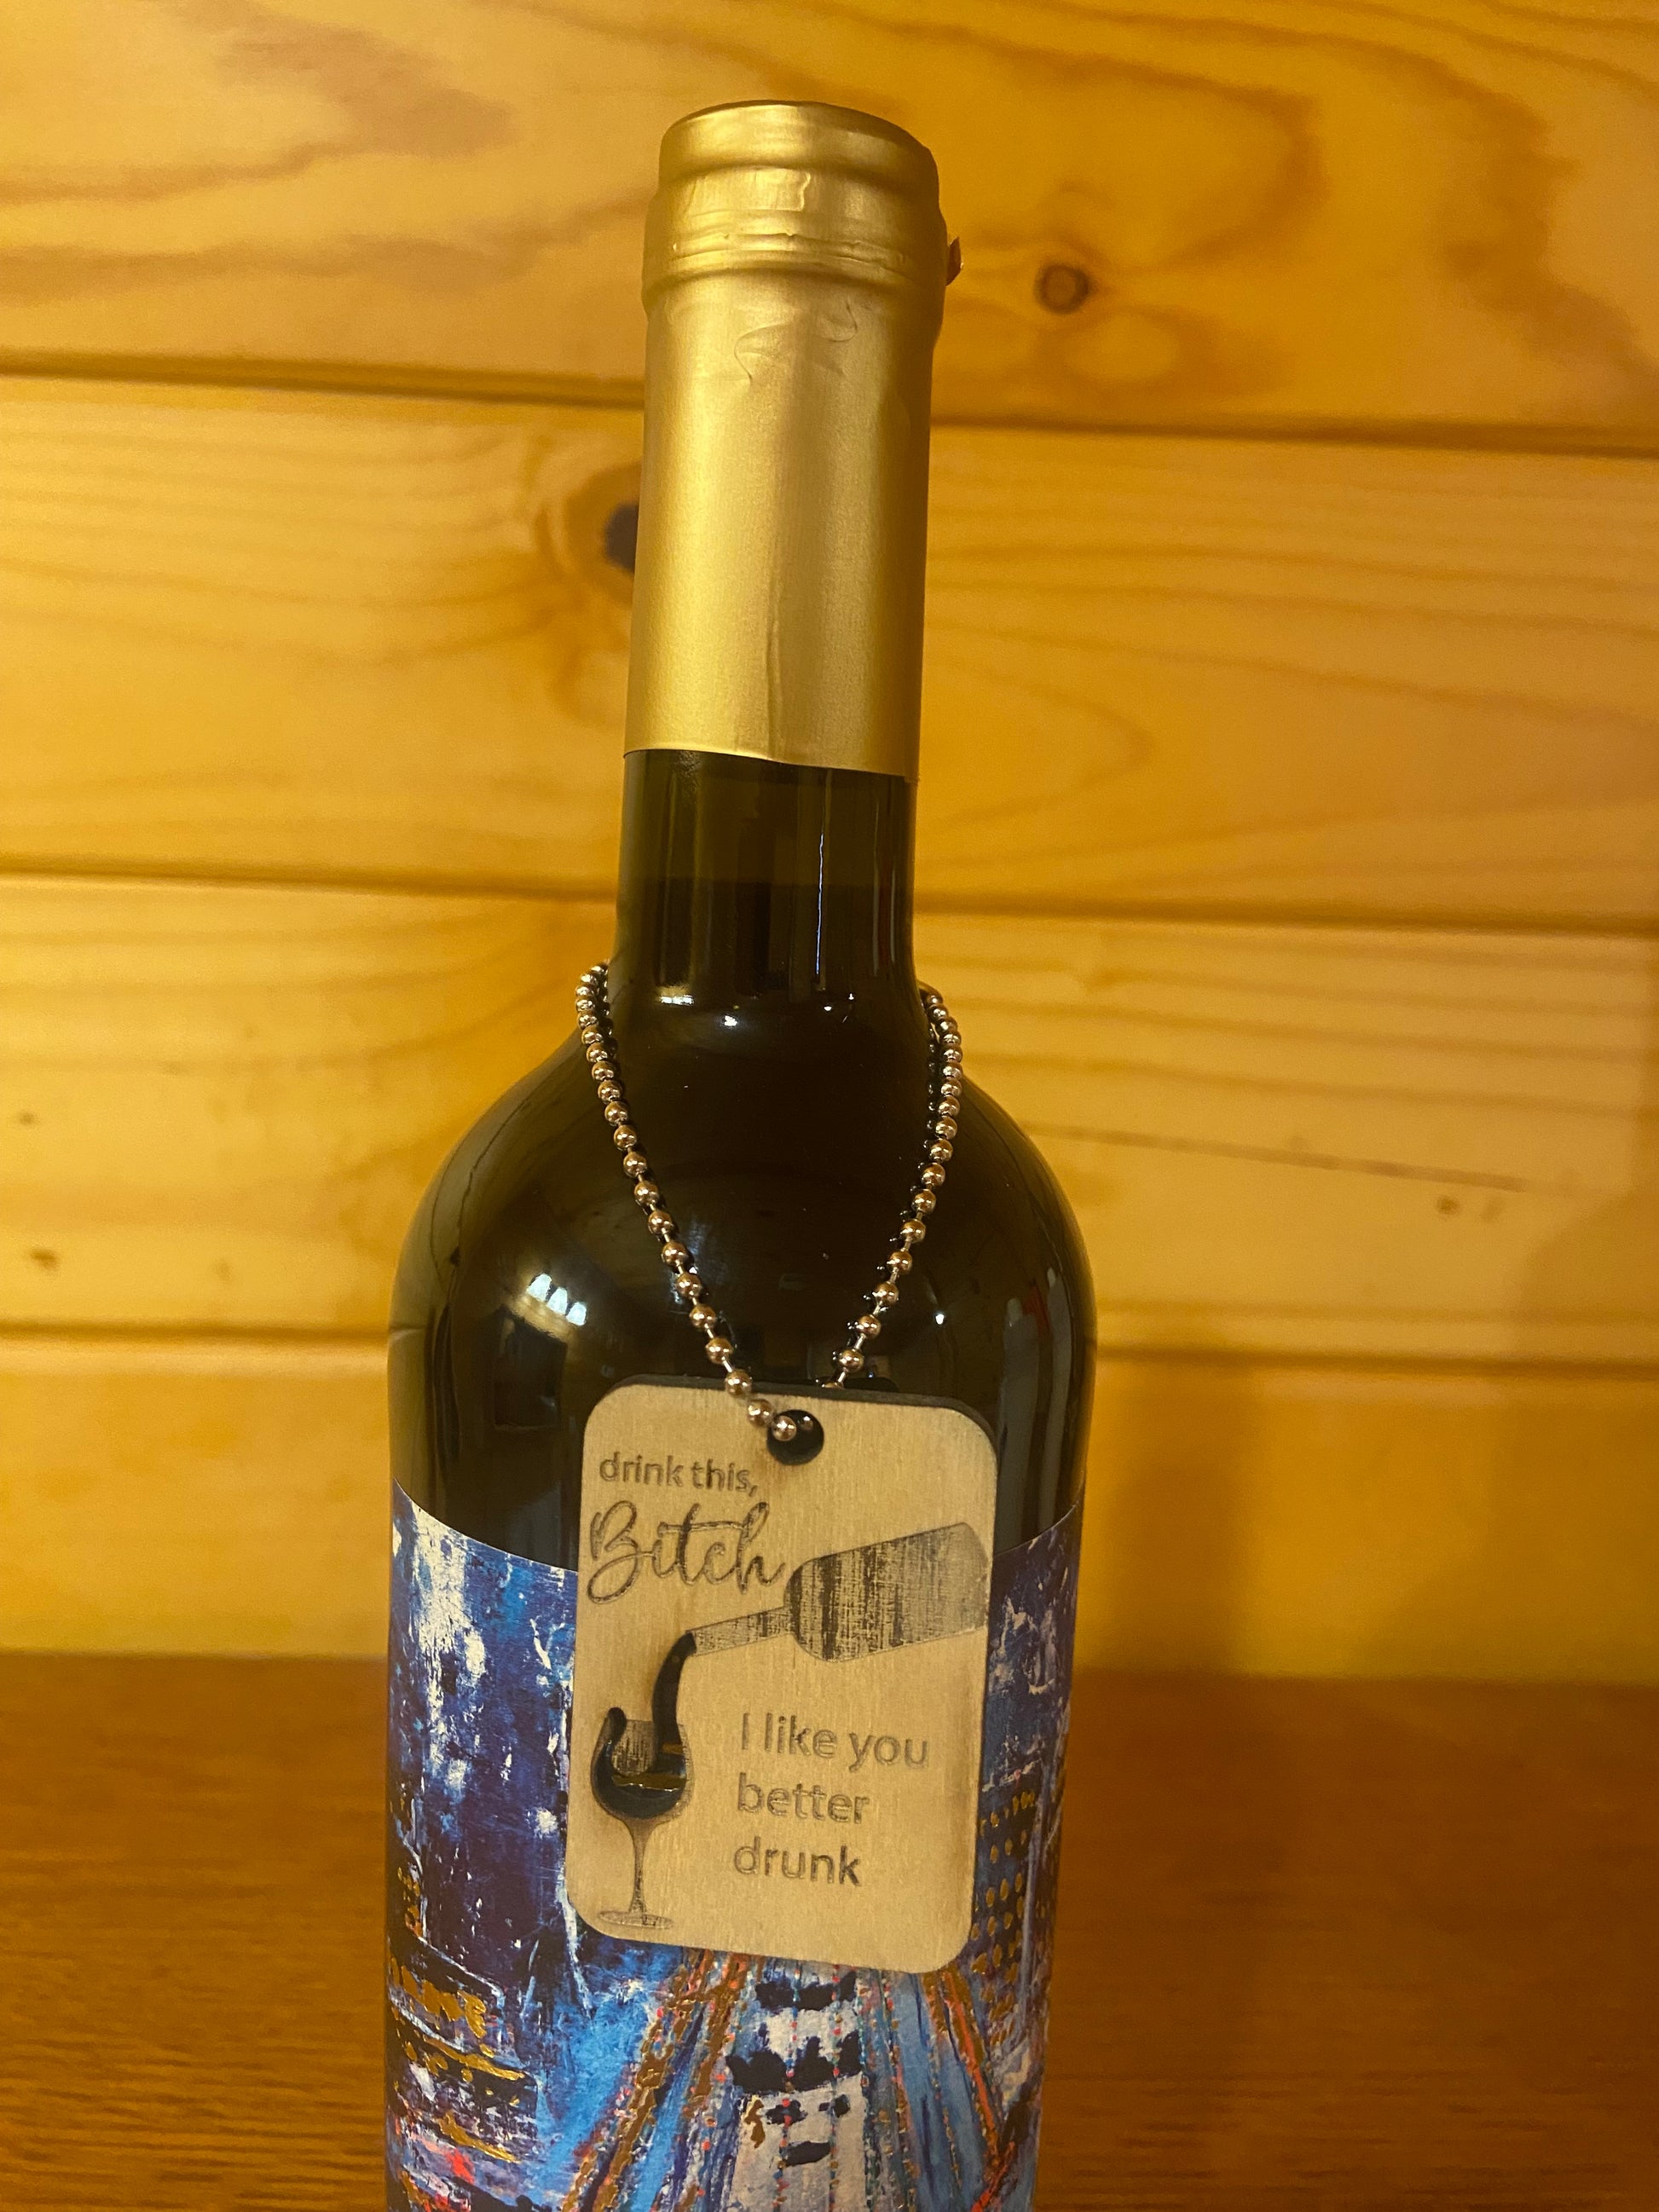 drink this,
Bitch
I like you
better
drunk